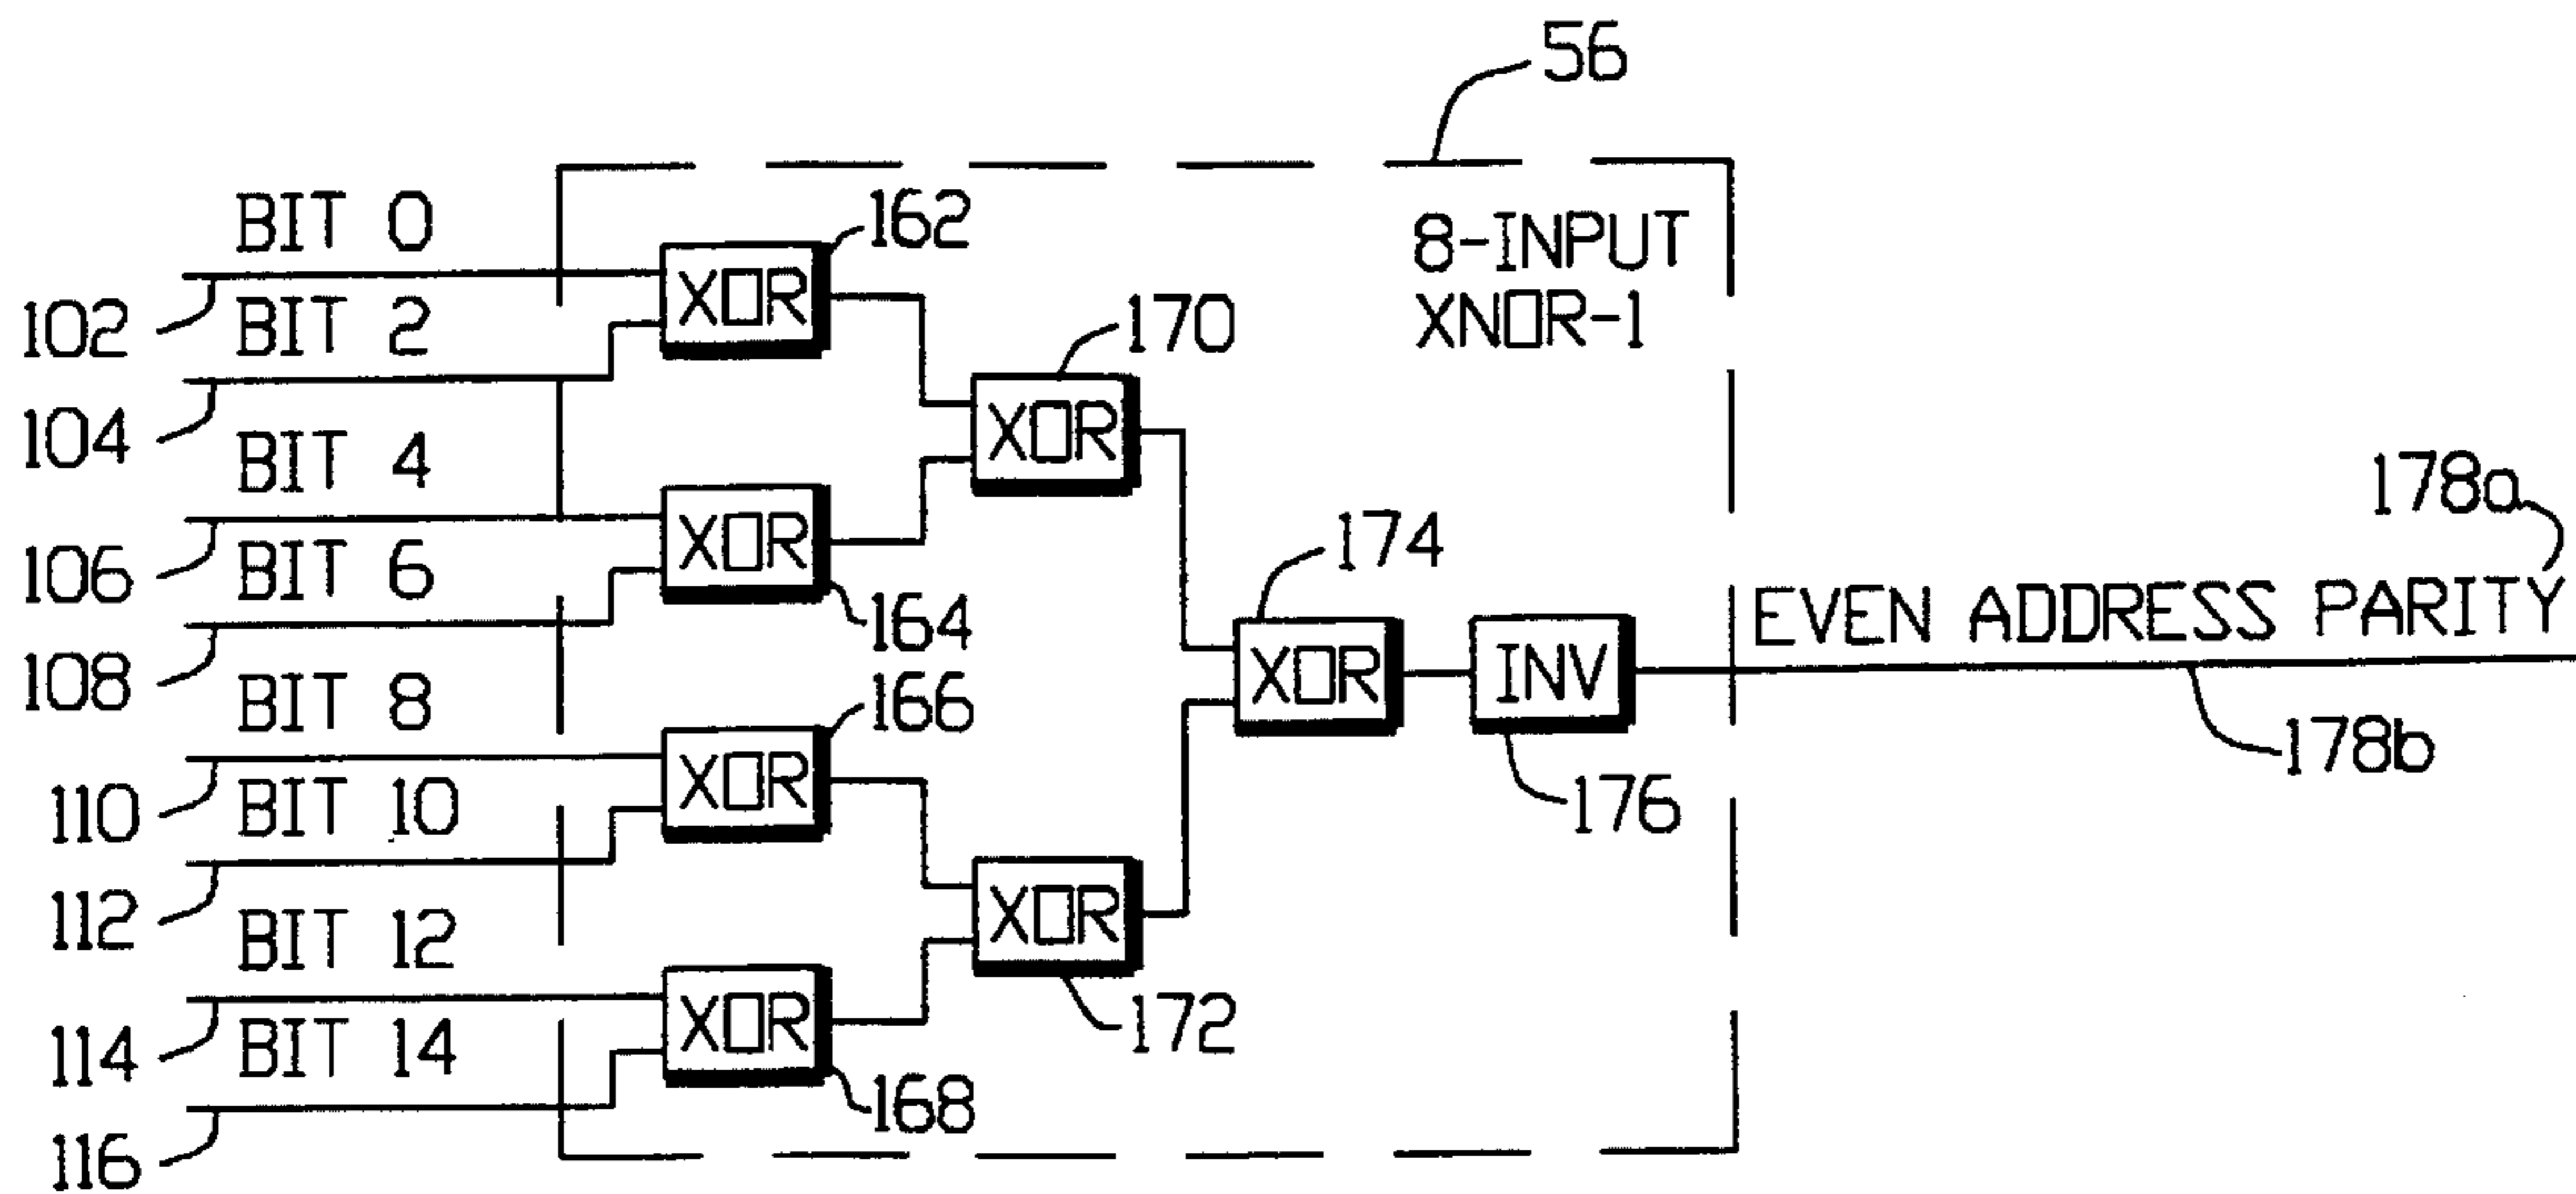 56
BIT 0
162
8-INPUT
XNOR-1
102
BIT 2
XOR
170
104
BIT 4
XOR
XOR
178a
106
BIT 6
164
174
EVEN ADDRESS PARITY
108
BIT 8
166
XOR
INV
178b
110
BIT 10
XOR
176
112
BIT 12
XOR
172
114
BIT 14
XOR
168
116